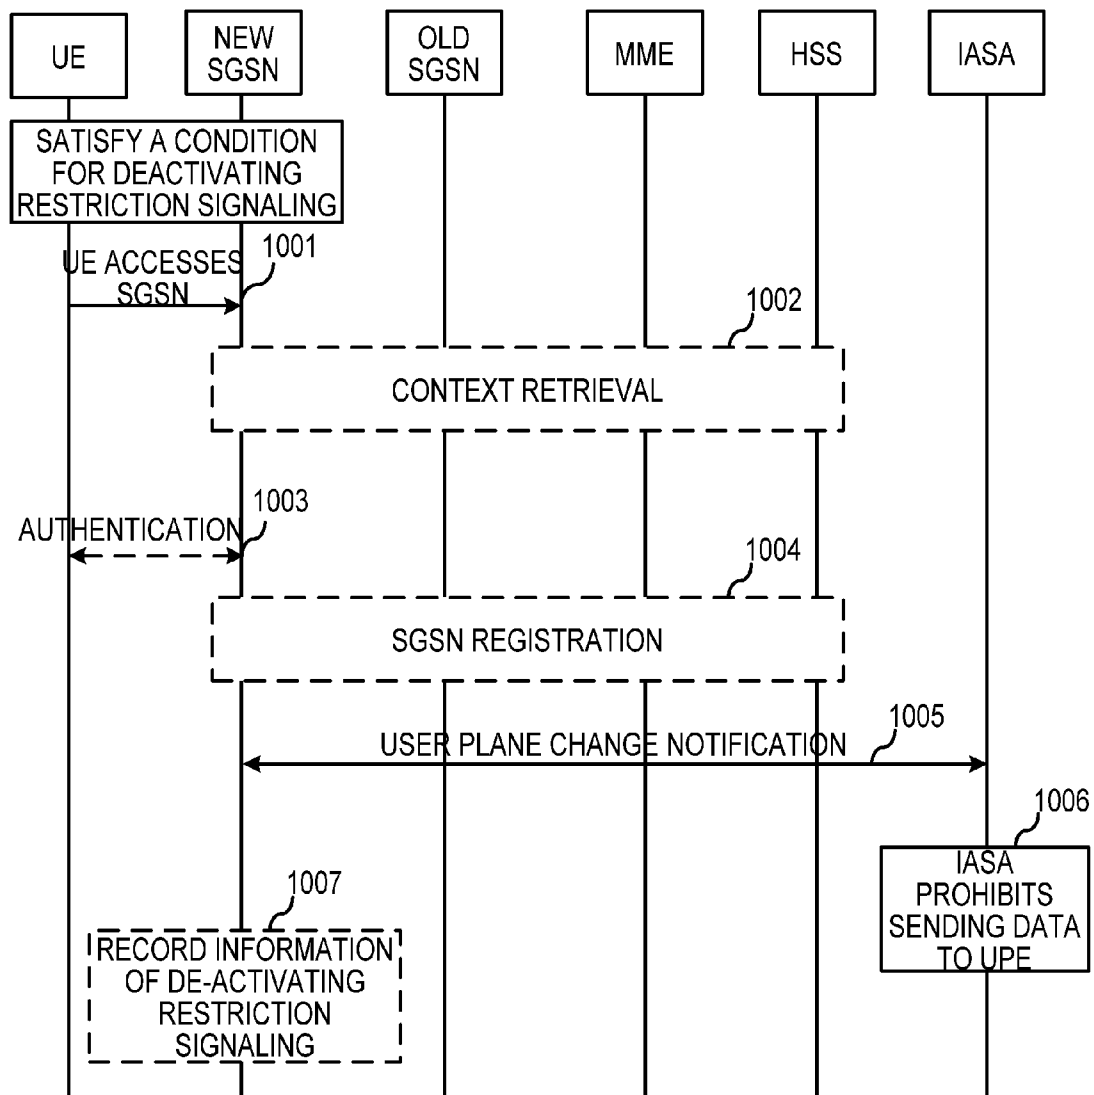 UE
NEW
SGSN
OLD
SGSN
MME
HSS
IASA
SATISFY A CONDITION
FOR DEACTIVATING
RESTRICTION SIGNALING
1001
UE ACCESSES
SGSN
1002
CONTEXT RETRIEVAL
1003
AUTHENTICATION
1004
SGSN REGISTRATION
1005
USER PLANE CHANGE NOTIFICATION
1006
IASA
PROHIBITS
SENDING DATA
TO UPE
1007
RECORD INFORMATION
OF DE-ACTIVATING
RESTRICTION
SIGNALING